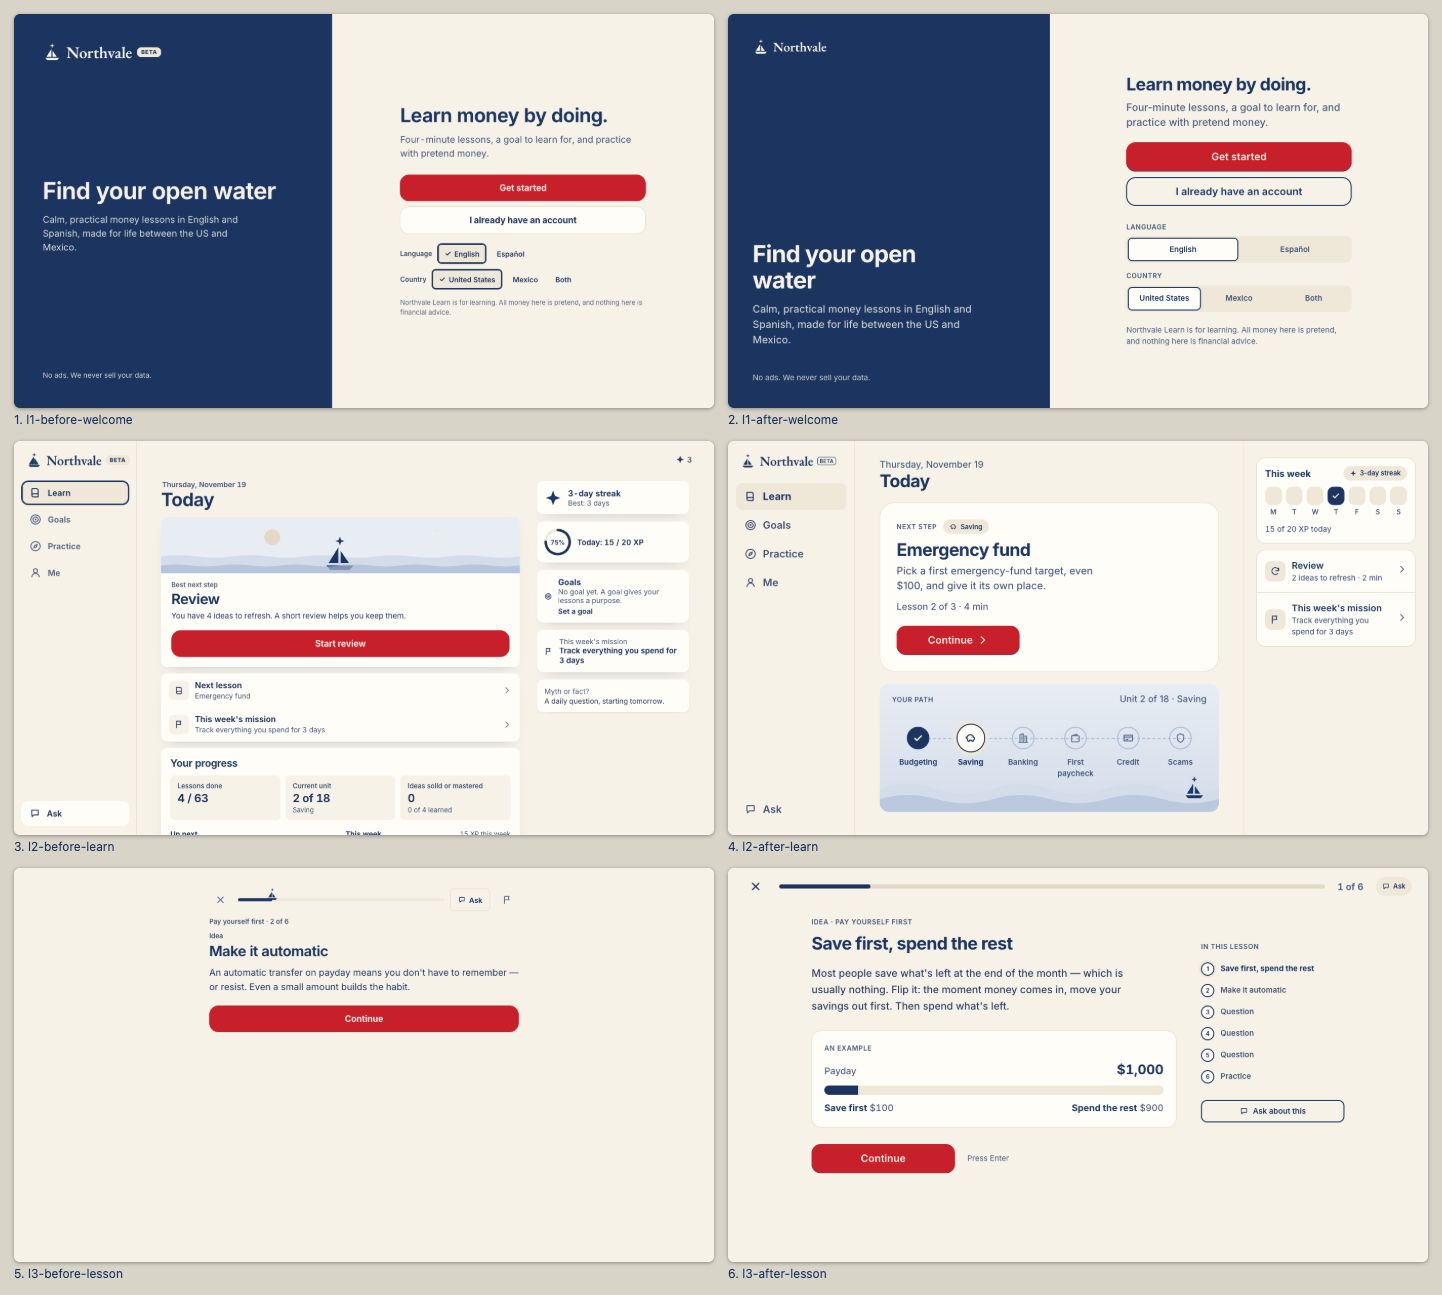 Northvale BETA
Find your open water
Calm, practical money lessons in English and
Spanish, made for life between the US and
Mexico.
No ads. We never sell your data.
Learn money by doing.
Four-minute lessons, a goal to learn for, and practice
with pretend money.
Get started
I already have an account
Language English Español
Country United States Mexico Both
Northvale Learn is for learning. All money here is pretend, and nothing here is
financial advice.
1. l1-before-welcome
Northvale
Find your open
water
Calm, practical money lessons in English and
Spanish, made for life between the US and
Mexico.
No ads. We never sell your data.
Learn money by doing.
Four-minute lessons, a goal to learn for, and
practice with pretend money.
Get started
I already have an account
LANGUAGE
English Español
COUNTRY
United States Mexico Both
Northvale Learn is for learning. All money here is pretend,
and nothing here is financial advice.
2. l1-after-welcome
Northvale BETA
Learn
Goals
Practice
Me
Ask
3
Thursday, November 19
Today
Best next step
Review
You have 4 ideas to refresh. A short review helps you keep them.
Start review
Next lesson
Emergency fund
This week's mission
Track everything you spend for 3 days
Your progress
Lessons done
4 / 63
Current unit
2 of 18
Saving
Ideas solid or mastered
0
0 of 4 learned
Up next This week 15 XP this week
3-day streak
Best: 3 days
75% Today: 15 / 20 XP
Goals
No goal yet. A goal gives your
lessons a purpose.
Set a goal
This week's mission
Track everything you spend for
3 days
Myth or fact?
A daily question, starting tomorrow.
3. l2-before-learn
Northvale BETA
Learn
Goals
Practice
Me
Ask
Thursday, November 19
Today
NEXT STEP Saving
Emergency fund
Pick a first emergency-fund target, even
$100, and give it its own place.
Lesson 2 of 3 · 4 min
Continue
YOUR PATH Unit 2 of 18 · Saving
Budgeting Saving Banking First Credit Scams
paycheck
This week 3-day streak
M T W T F S S
15 of 20 XP today
Review
2 ideas to refresh · 2 min
This week's mission
Track everything you
spend for 3 days
4. l2-after-learn
Ask
Pay yourself first · 2 of 6
Idea
Make it automatic
An automatic transfer on payday means you don't have to remember —
or resist. Even a small amount builds the habit.
Continue
5. l3-before-lesson
1 of 6 Ask
IDEA · PAY YOURSELF FIRST
Save first, spend the rest
Most people save what's left at the end of the month — which is
usually nothing. Flip it: the moment money comes in, move your
savings out first. Then spend what's left.
AN EXAMPLE
Payday $1,000
Save first $100 Spend the rest $900
Continue Press Enter
IN THIS LESSON
1 Save first, spend the rest
2 Make it automatic
3 Question
4 Question
5 Question
6 Practice
Ask about this
6. l3-after-lesson